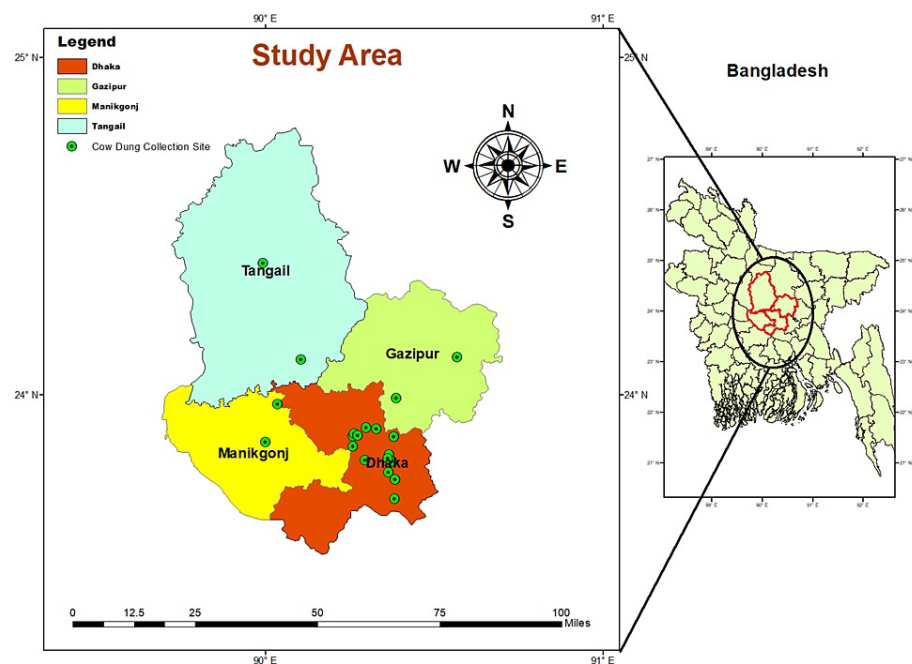 90° E
91° E
25° N
25° N
Legend
Study Area
Dhaka
Gazipur
Manikgonj
Tangail
Cow Dung Collection Site
N
W
E
S
Bangladesh
Tangail
Gazipur
24° N
24° N
Manikgonj
Dhaka
0
12.5
25
50
75
100
Miles
90° E
91° E